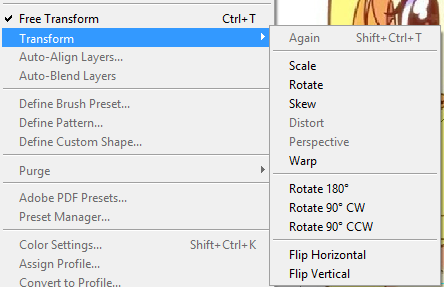 Free Transform Ctrl+T
Transform
Auto-Align Layers...
Auto-Blend Layers
Define Brush Preset...
Define Pattern...
Define Custom Shape...
Purge
Adobe PDF Presets...
Preset Manager...
Color Settings... Shift+Ctrl+K
Assign Profile...
Convert to Profile...
Again Shift+Ctrl+T
Scale
Rotate
Skew
Distort
Perspective
Warp
Rotate 180°
Rotate 90° CW
Rotate 90° CCW
Flip Horizontal
Flip Vertical